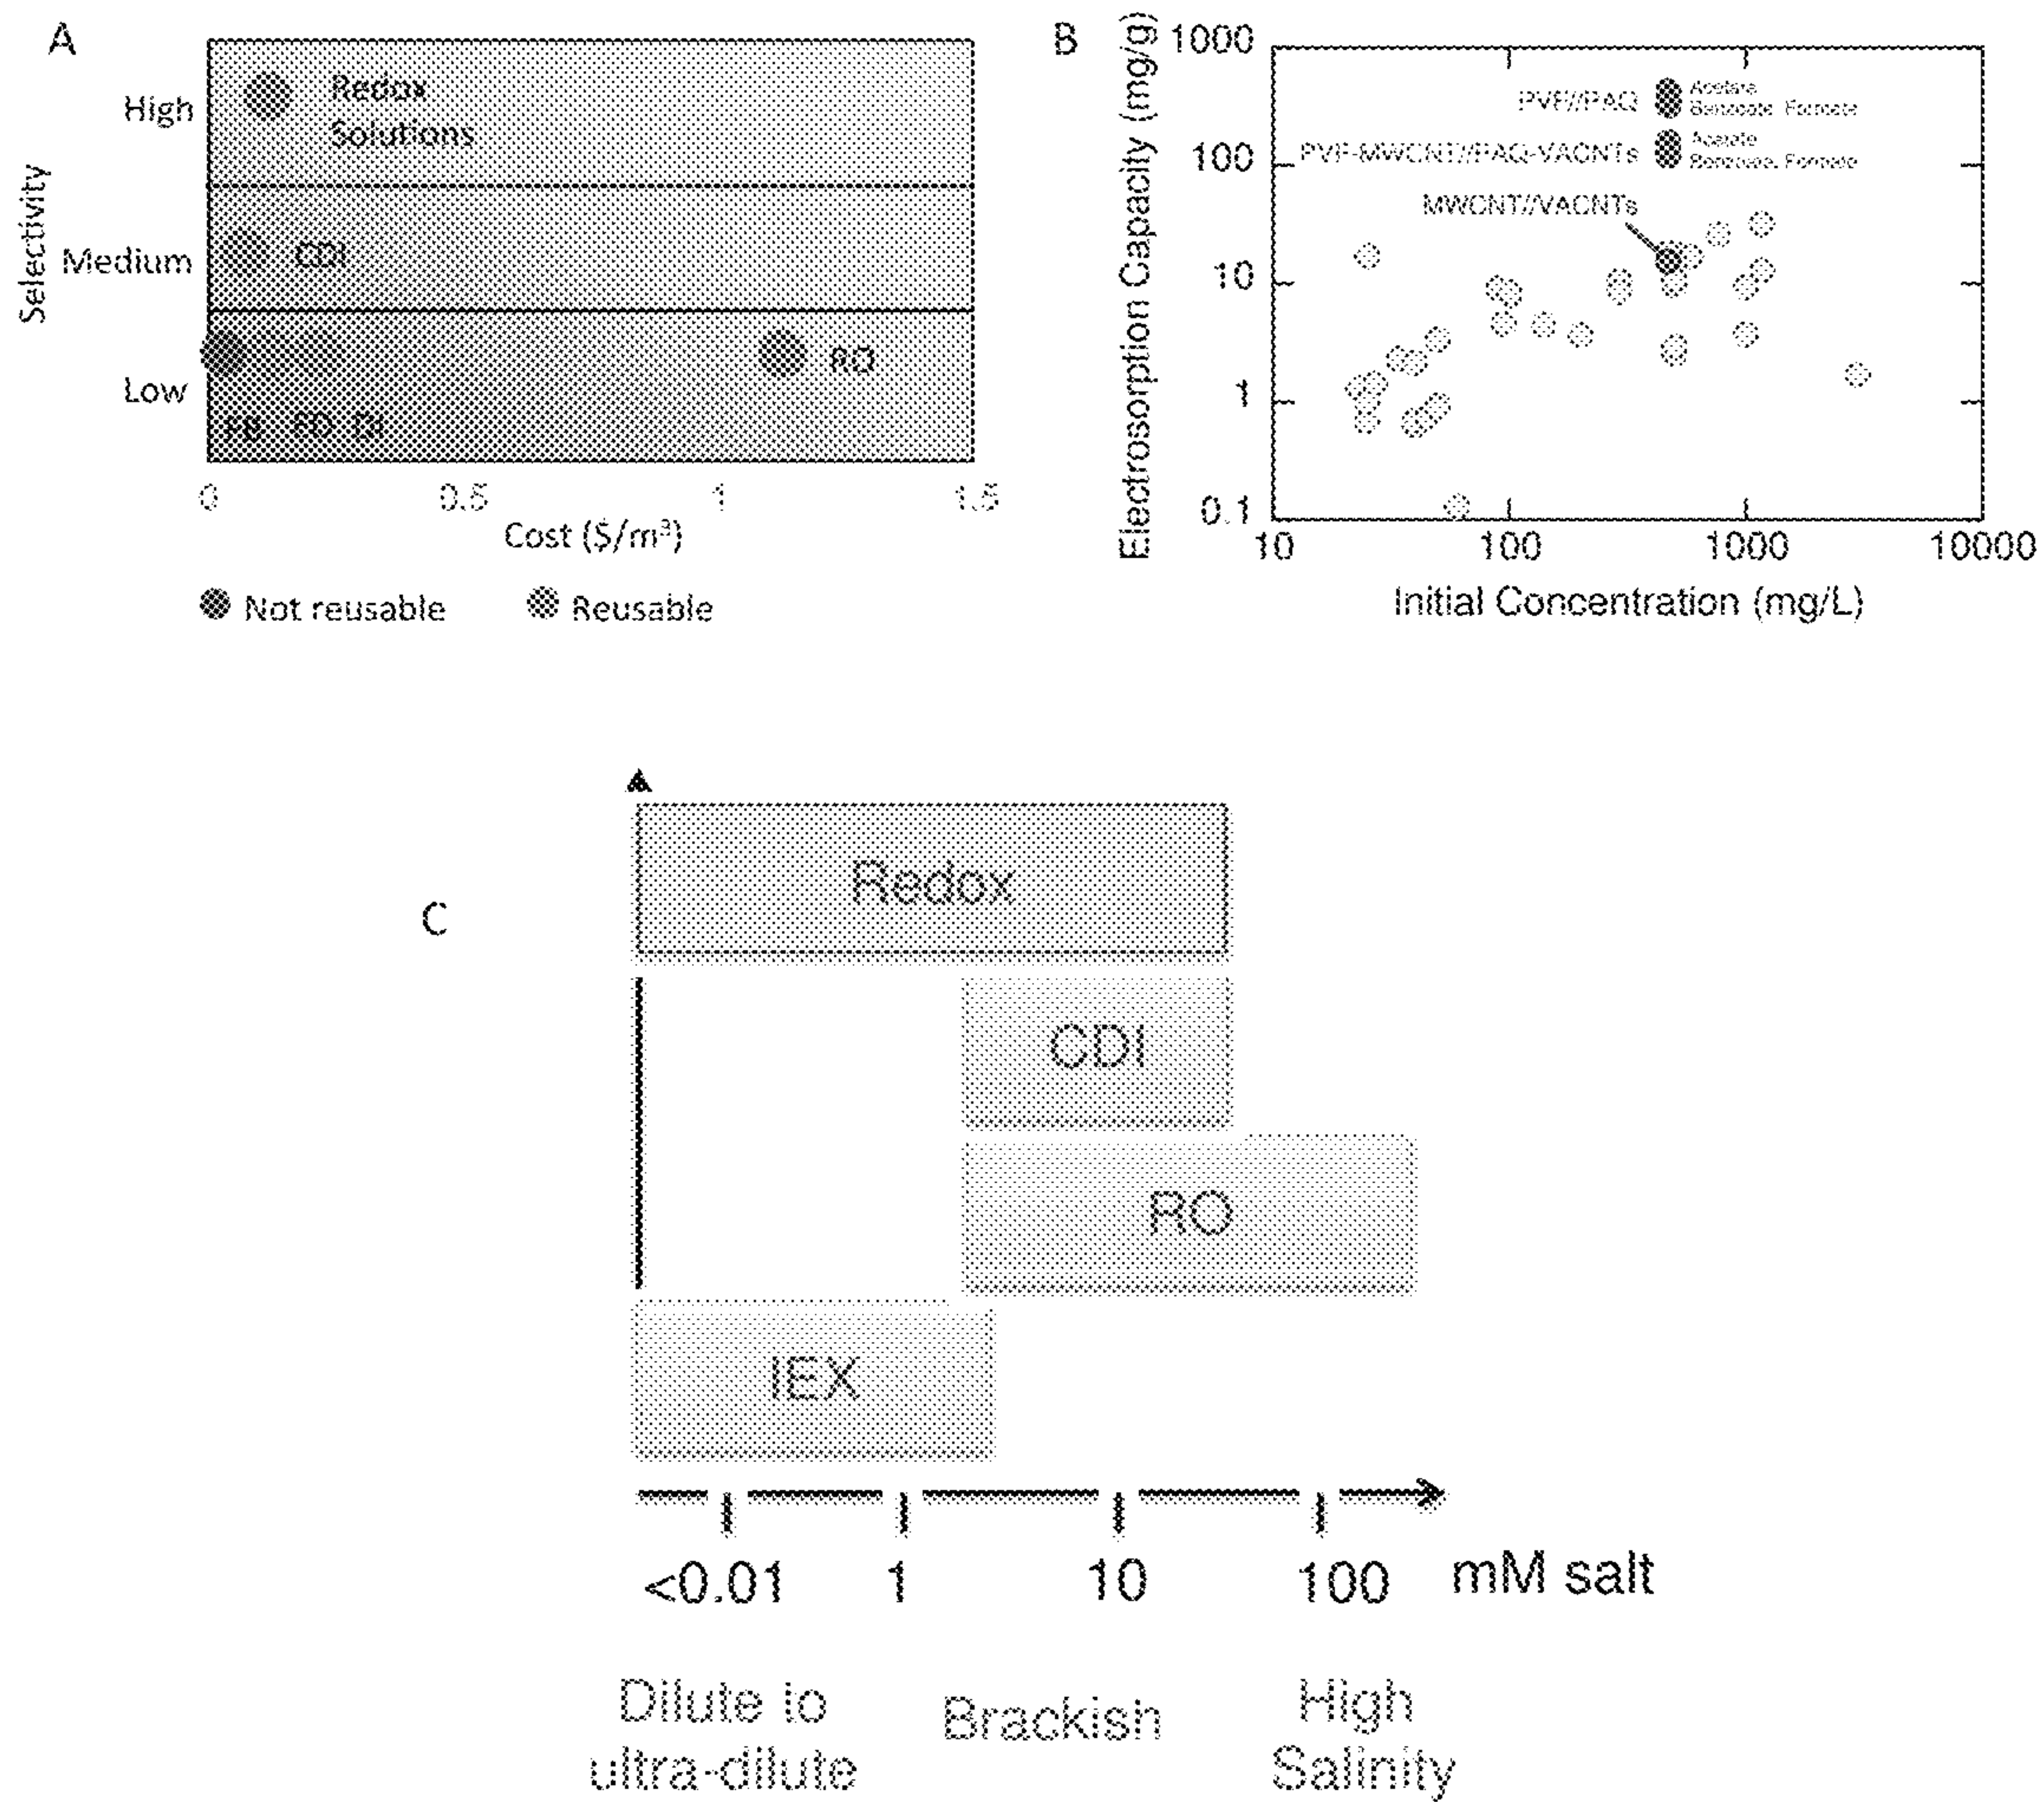 A
High
Redox
Solutions
Selectivity
Medium
CDI
Low
RO
0
0.5
1
1.5
Cost ($/m³)
Not reusable
Reusable
B
Electrosorption Capacity (mg/g)
1000
100
10
1
0.1
PVF//PAQ
Acetate
Benzoate, Formate
PVF-MWCNT//PAQ-VACNTs
Acetate
Benzoate, Formate
MWCNT//VACNTs
10
100
1000
10000
Initial Concentration (mg/L)
C
Redox
CDI
RO
IEX
<0.01
1
10
100
mM salt
Dilute to
ultra-dilute
Brackish
High
Salinity